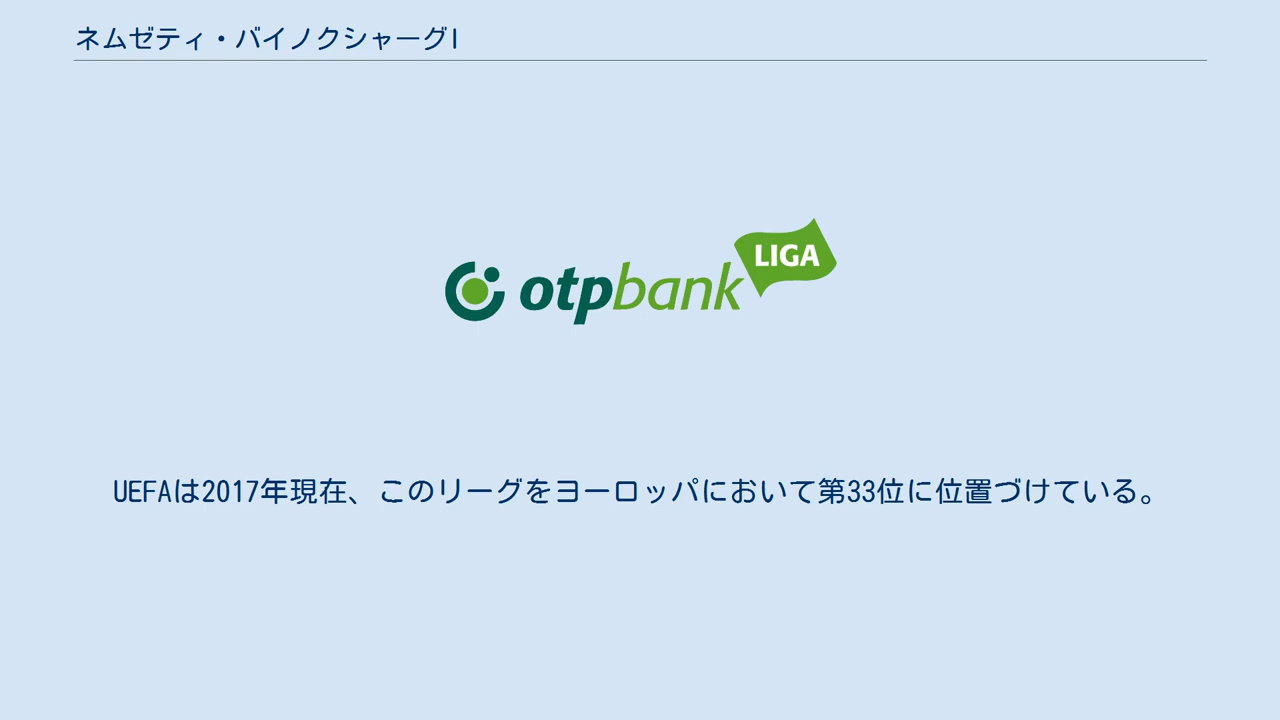 ネムゼティ・バイノクシャーグI
otpbank LIGA
UEFAは2017年現在、このリーグをヨーロッパにおいて第33位に位置づけている。